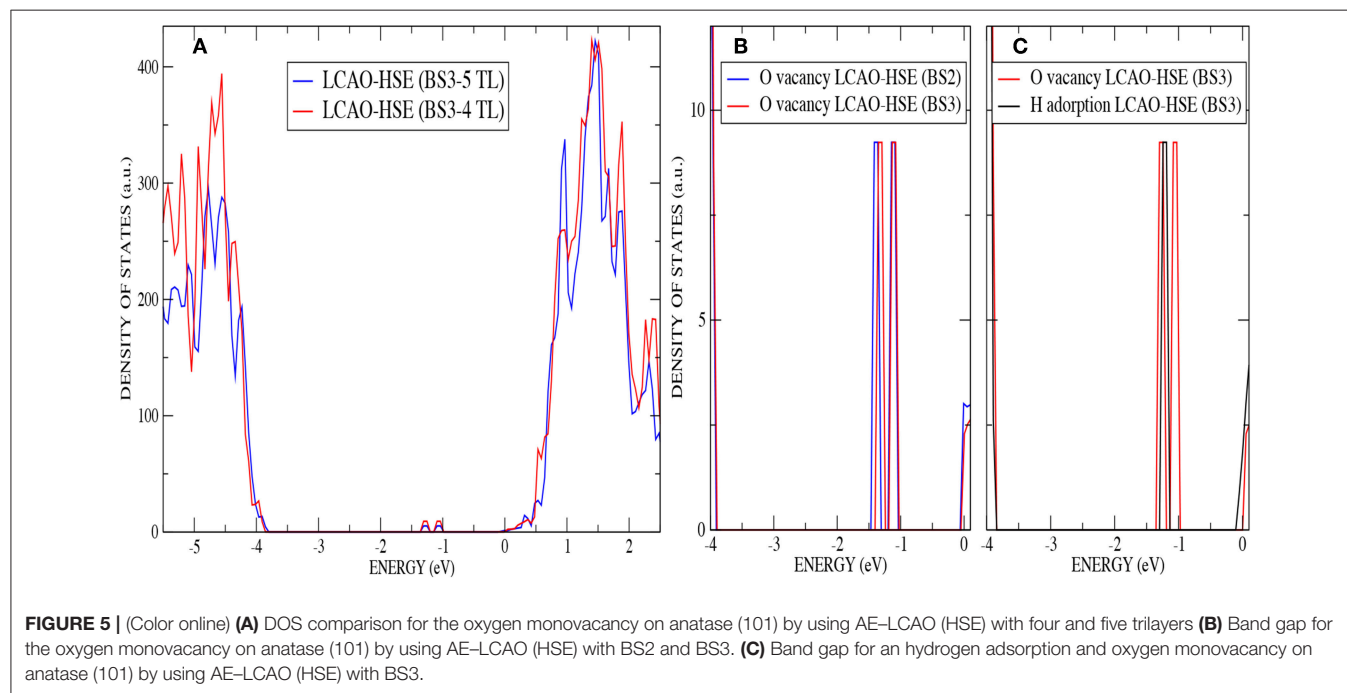 A
LCAO-HSE (BS3-5 TL)
LCAO-HSE (BS3-4 TL)
DENSITY OF STATES (a.u.)
400
300
200
100
0
-5 -4 -3 -2 -1 0 1 2
ENERGY (eV)
B
O vacancy LCAO-HSE (BS2)
O vacancy LCAO-HSE (BS3)
DENSITY OF STATES (a.u.)
10
5
0
-4 -3 -2 -1 0
ENERGY (eV)
C
O vacancy LCAO-HSE (BS3)
H adorption LCAO-HSE (BS3)
-4 -3 -2 -1 0
ENERGY (eV)
FIGURE 5 | (Color online) (A) DOS comparison for the oxygen monovacancy on anatase (101) by using AE–LCAO (HSE) with four and five trilayers (B) Band gap for
the oxygen monovacancy on anatase (101) by using AE–LCAO (HSE) with BS2 and BS3. (C) Band gap for an hydrogen adsorption and oxygen monovacancy on
anatase (101) by using AE–LCAO (HSE) with BS3.